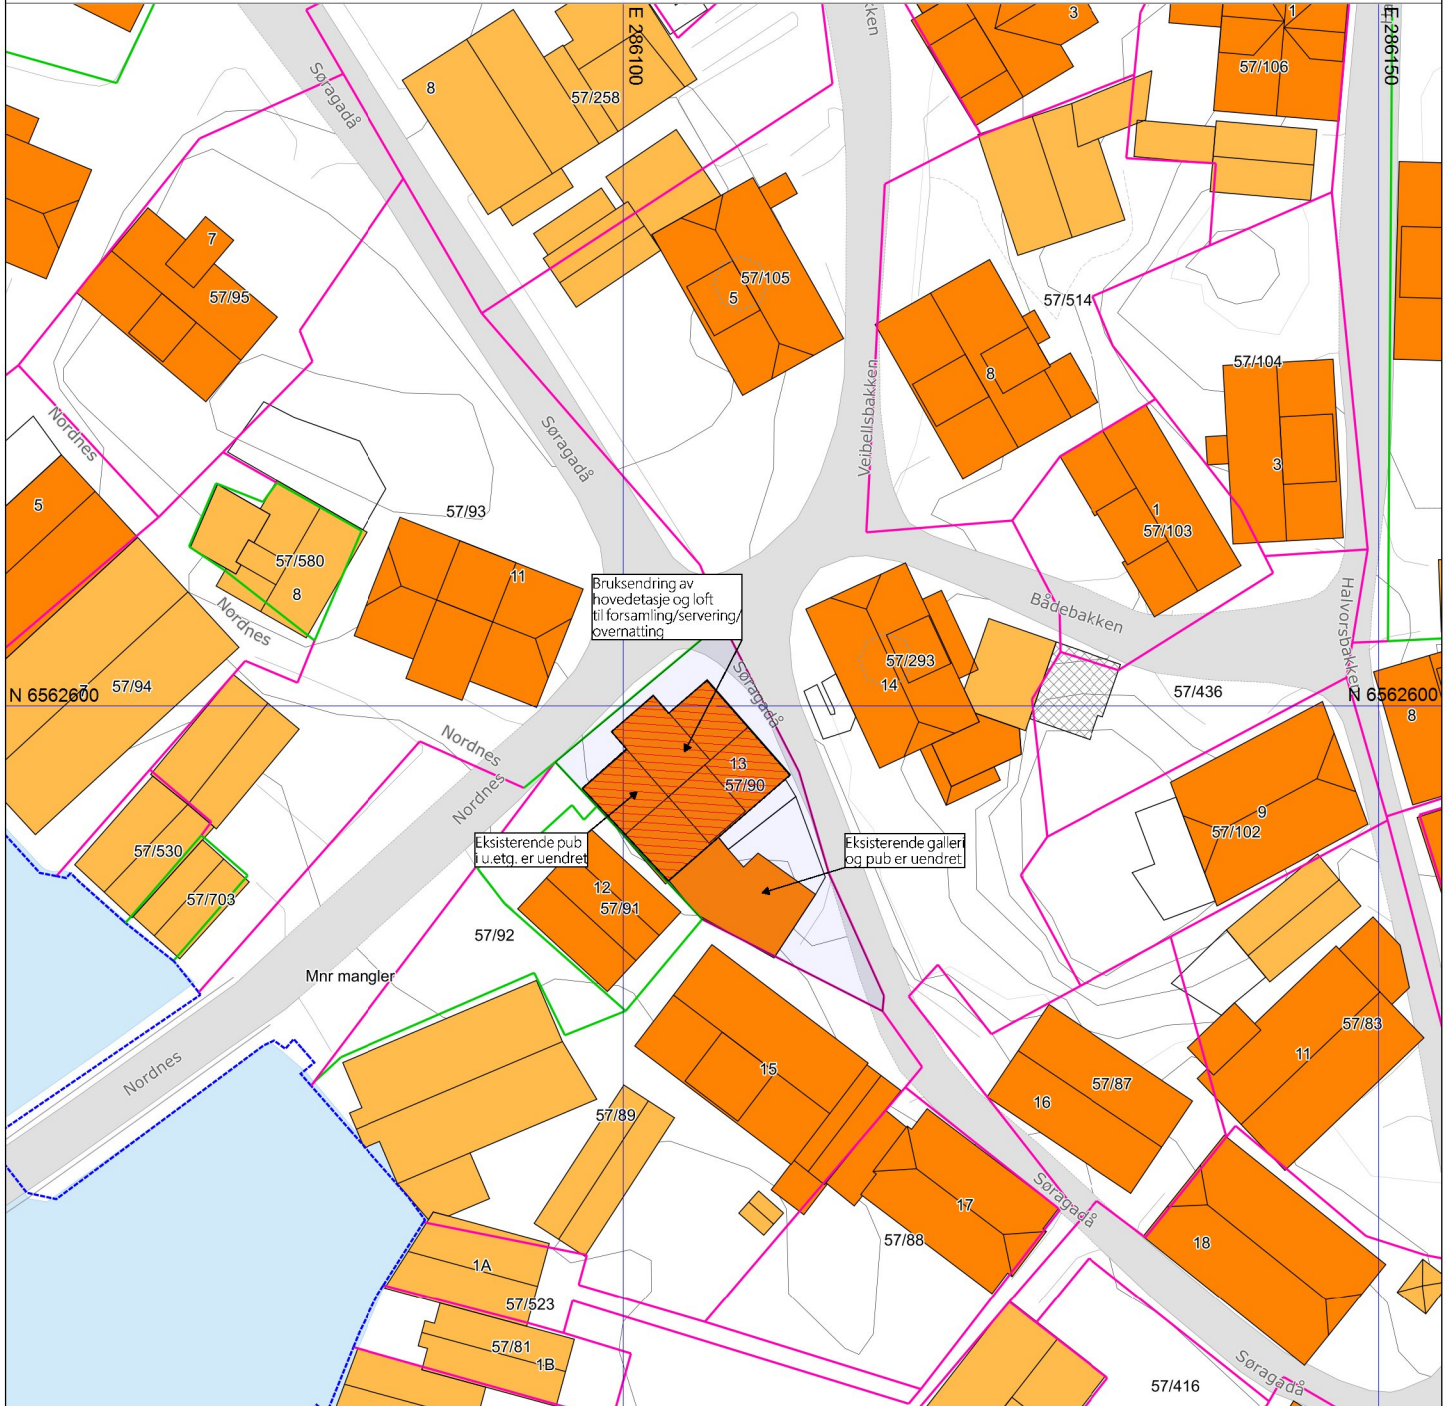 3
1
E 286100
E 286150
57/106
8
57/258
Søragadå
7
57/95
57/105
5
57/514
8
57/104
Veibellsbakken
Søragadå
Nordnes
3
5
57/93
1
57/103
57/580
8
11
Nordnes
Bruksendring av
hovedetasje og loft
til forsamling/servering/
overnatting
Bådebakken
Halvorsbakken
57/293
14
Søragadå
N 6562600
7
57/94
57/436
N 6562600
8
Nordnes
13
57/90
Nordnes
9
57/102
57/530
Eksisterende pub
i u.etg. er uendret
Eksisterende galleri
og pub er uendret
57/703
12
57/91
57/92
Mnr mangler
57/83
11
Nordnes
15
57/87
16
57/89
Søragadå
17
57/88
18
1A
57/523
57/81
1B
Søragadå
57/416